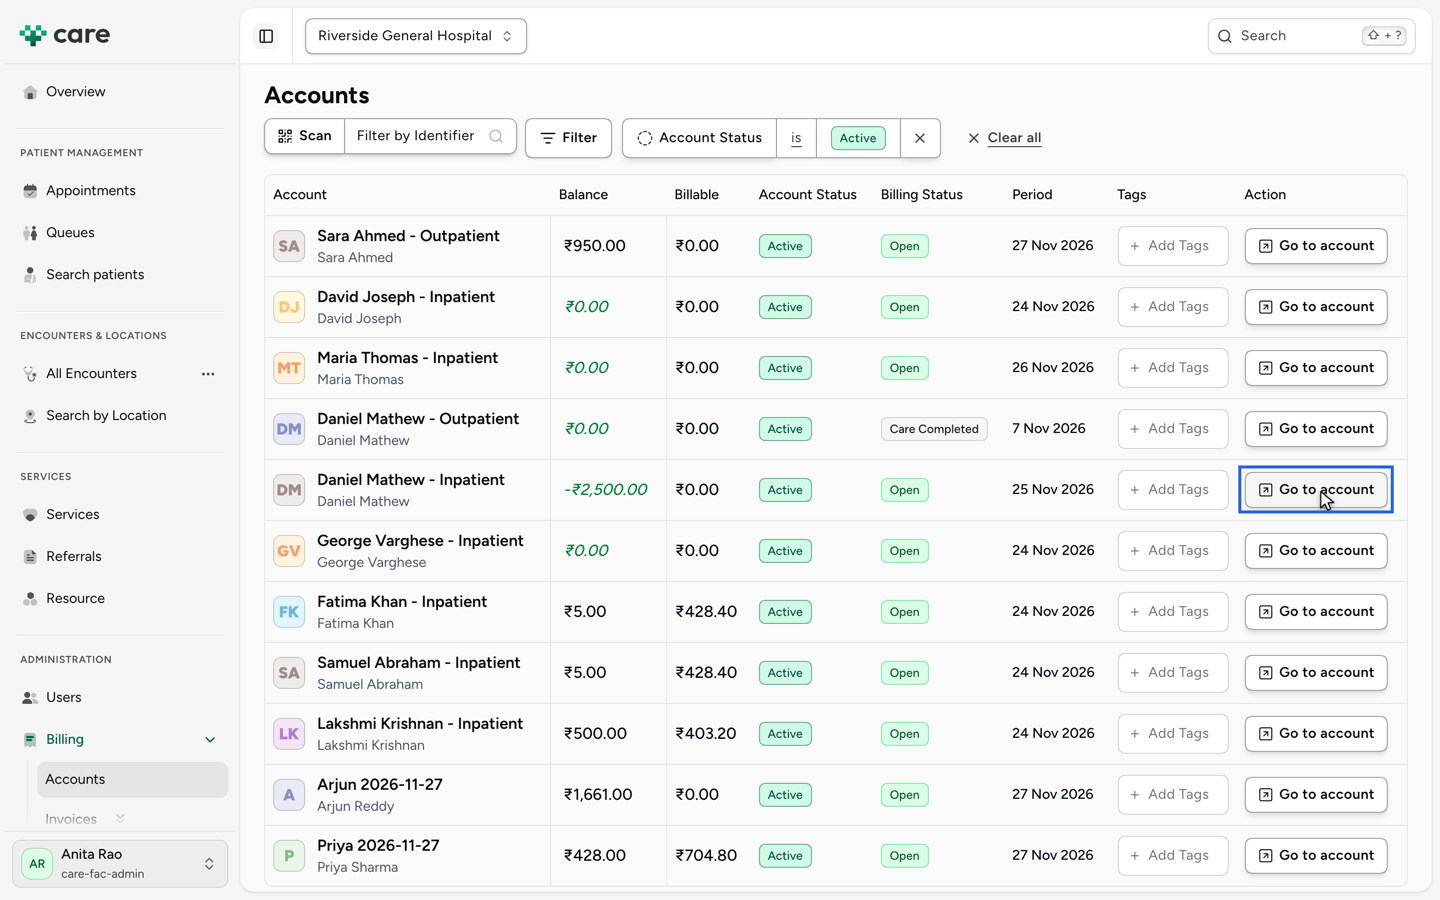 care
Riverside General Hospital
Search
⇧ + ?
Overview
PATIENT MANAGEMENT
Appointments
Queues
Search patients
ENCOUNTERS & LOCATIONS
All Encounters
Search by Location
SERVICES
Services
Referrals
Resource
ADMINISTRATION
Users
Billing
Accounts
Invoices
AR
Anita Rao
care-fac-admin
Accounts
Scan
Filter by Identifier
Filter
Account Status
is
Active
Clear all
Account Balance Billable Account Status Billing Status Period Tags Action
SA Sara Ahmed - Outpatient ₹950.00 ₹0.00 Active Open 27 Nov 2026 + Add Tags Go to account
Sara Ahmed
DJ David Joseph - Inpatient ₹0.00 ₹0.00 Active Open 24 Nov 2026 + Add Tags Go to account
David Joseph
MT Maria Thomas - Inpatient ₹0.00 ₹0.00 Active Open 26 Nov 2026 + Add Tags Go to account
Maria Thomas
DM Daniel Mathew - Outpatient ₹0.00 ₹0.00 Active Care Completed 7 Nov 2026 + Add Tags Go to account
Daniel Mathew
DM Daniel Mathew - Inpatient -₹2,500.00 ₹0.00 Active Open 25 Nov 2026 + Add Tags Go to account
Daniel Mathew
GV George Varghese - Inpatient ₹0.00 ₹0.00 Active Open 24 Nov 2026 + Add Tags Go to account
George Varghese
FK Fatima Khan - Inpatient ₹5.00 ₹428.40 Active Open 24 Nov 2026 + Add Tags Go to account
Fatima Khan
SA Samuel Abraham - Inpatient ₹5.00 ₹428.40 Active Open 24 Nov 2026 + Add Tags Go to account
Samuel Abraham
LK Lakshmi Krishnan - Inpatient ₹500.00 ₹403.20 Active Open 24 Nov 2026 + Add Tags Go to account
Lakshmi Krishnan
A Arjun 2026-11-27 ₹1,661.00 ₹0.00 Active Open 27 Nov 2026 + Add Tags Go to account
Arjun Reddy
P Priya 2026-11-27 ₹428.00 ₹704.80 Active Open 27 Nov 2026 + Add Tags Go to account
Priya Sharma